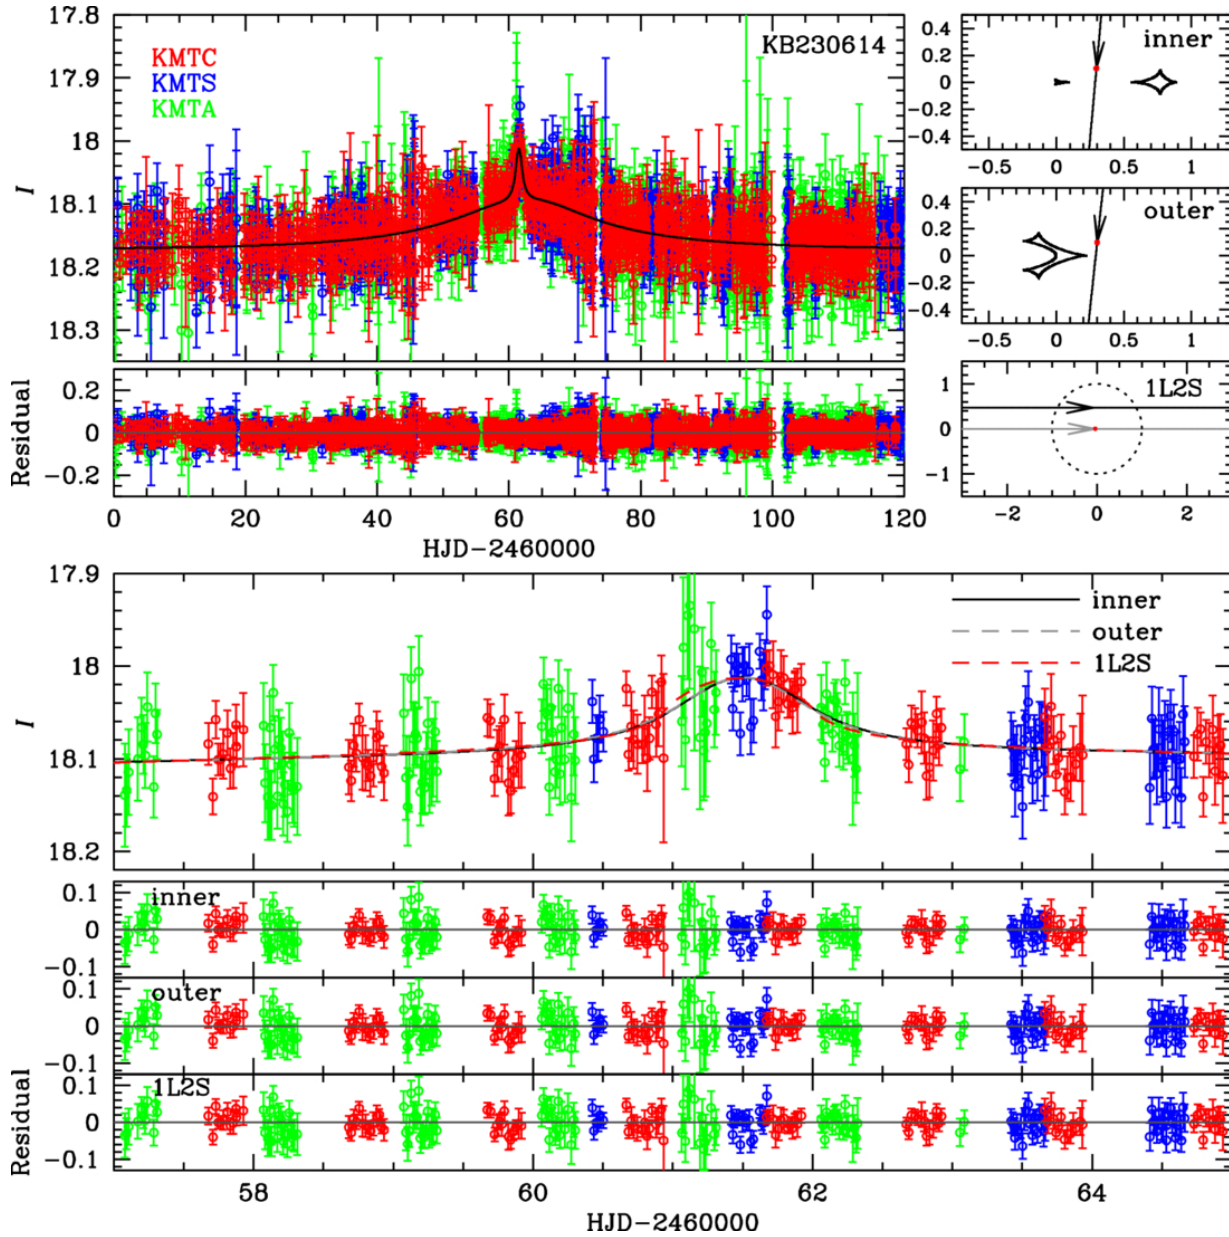 17.8
17.9
18
18.1
18.2
18.3
I
KMTC
KMTS
KMTA
KB230614
0.2
0
−0.2
Residual
0 20 40 60 80 100 120
HJD−2460000
0.4
0.2
0
−0.2
−0.4
inner
−0.5 0 0.5 1
0.4
0.2
0
−0.2
−0.4
outer
−0.5 0 0.5 1
1
0
−1
1L2S
−2 0 2
17.9
18
18.1
18.2
I
inner
outer
1L2S
0.1
0
−0.1
inner
0.1
0
−0.1
outer
0.1
0
−0.1
1L2S
Residual
58 60 62 64
HJD−2460000